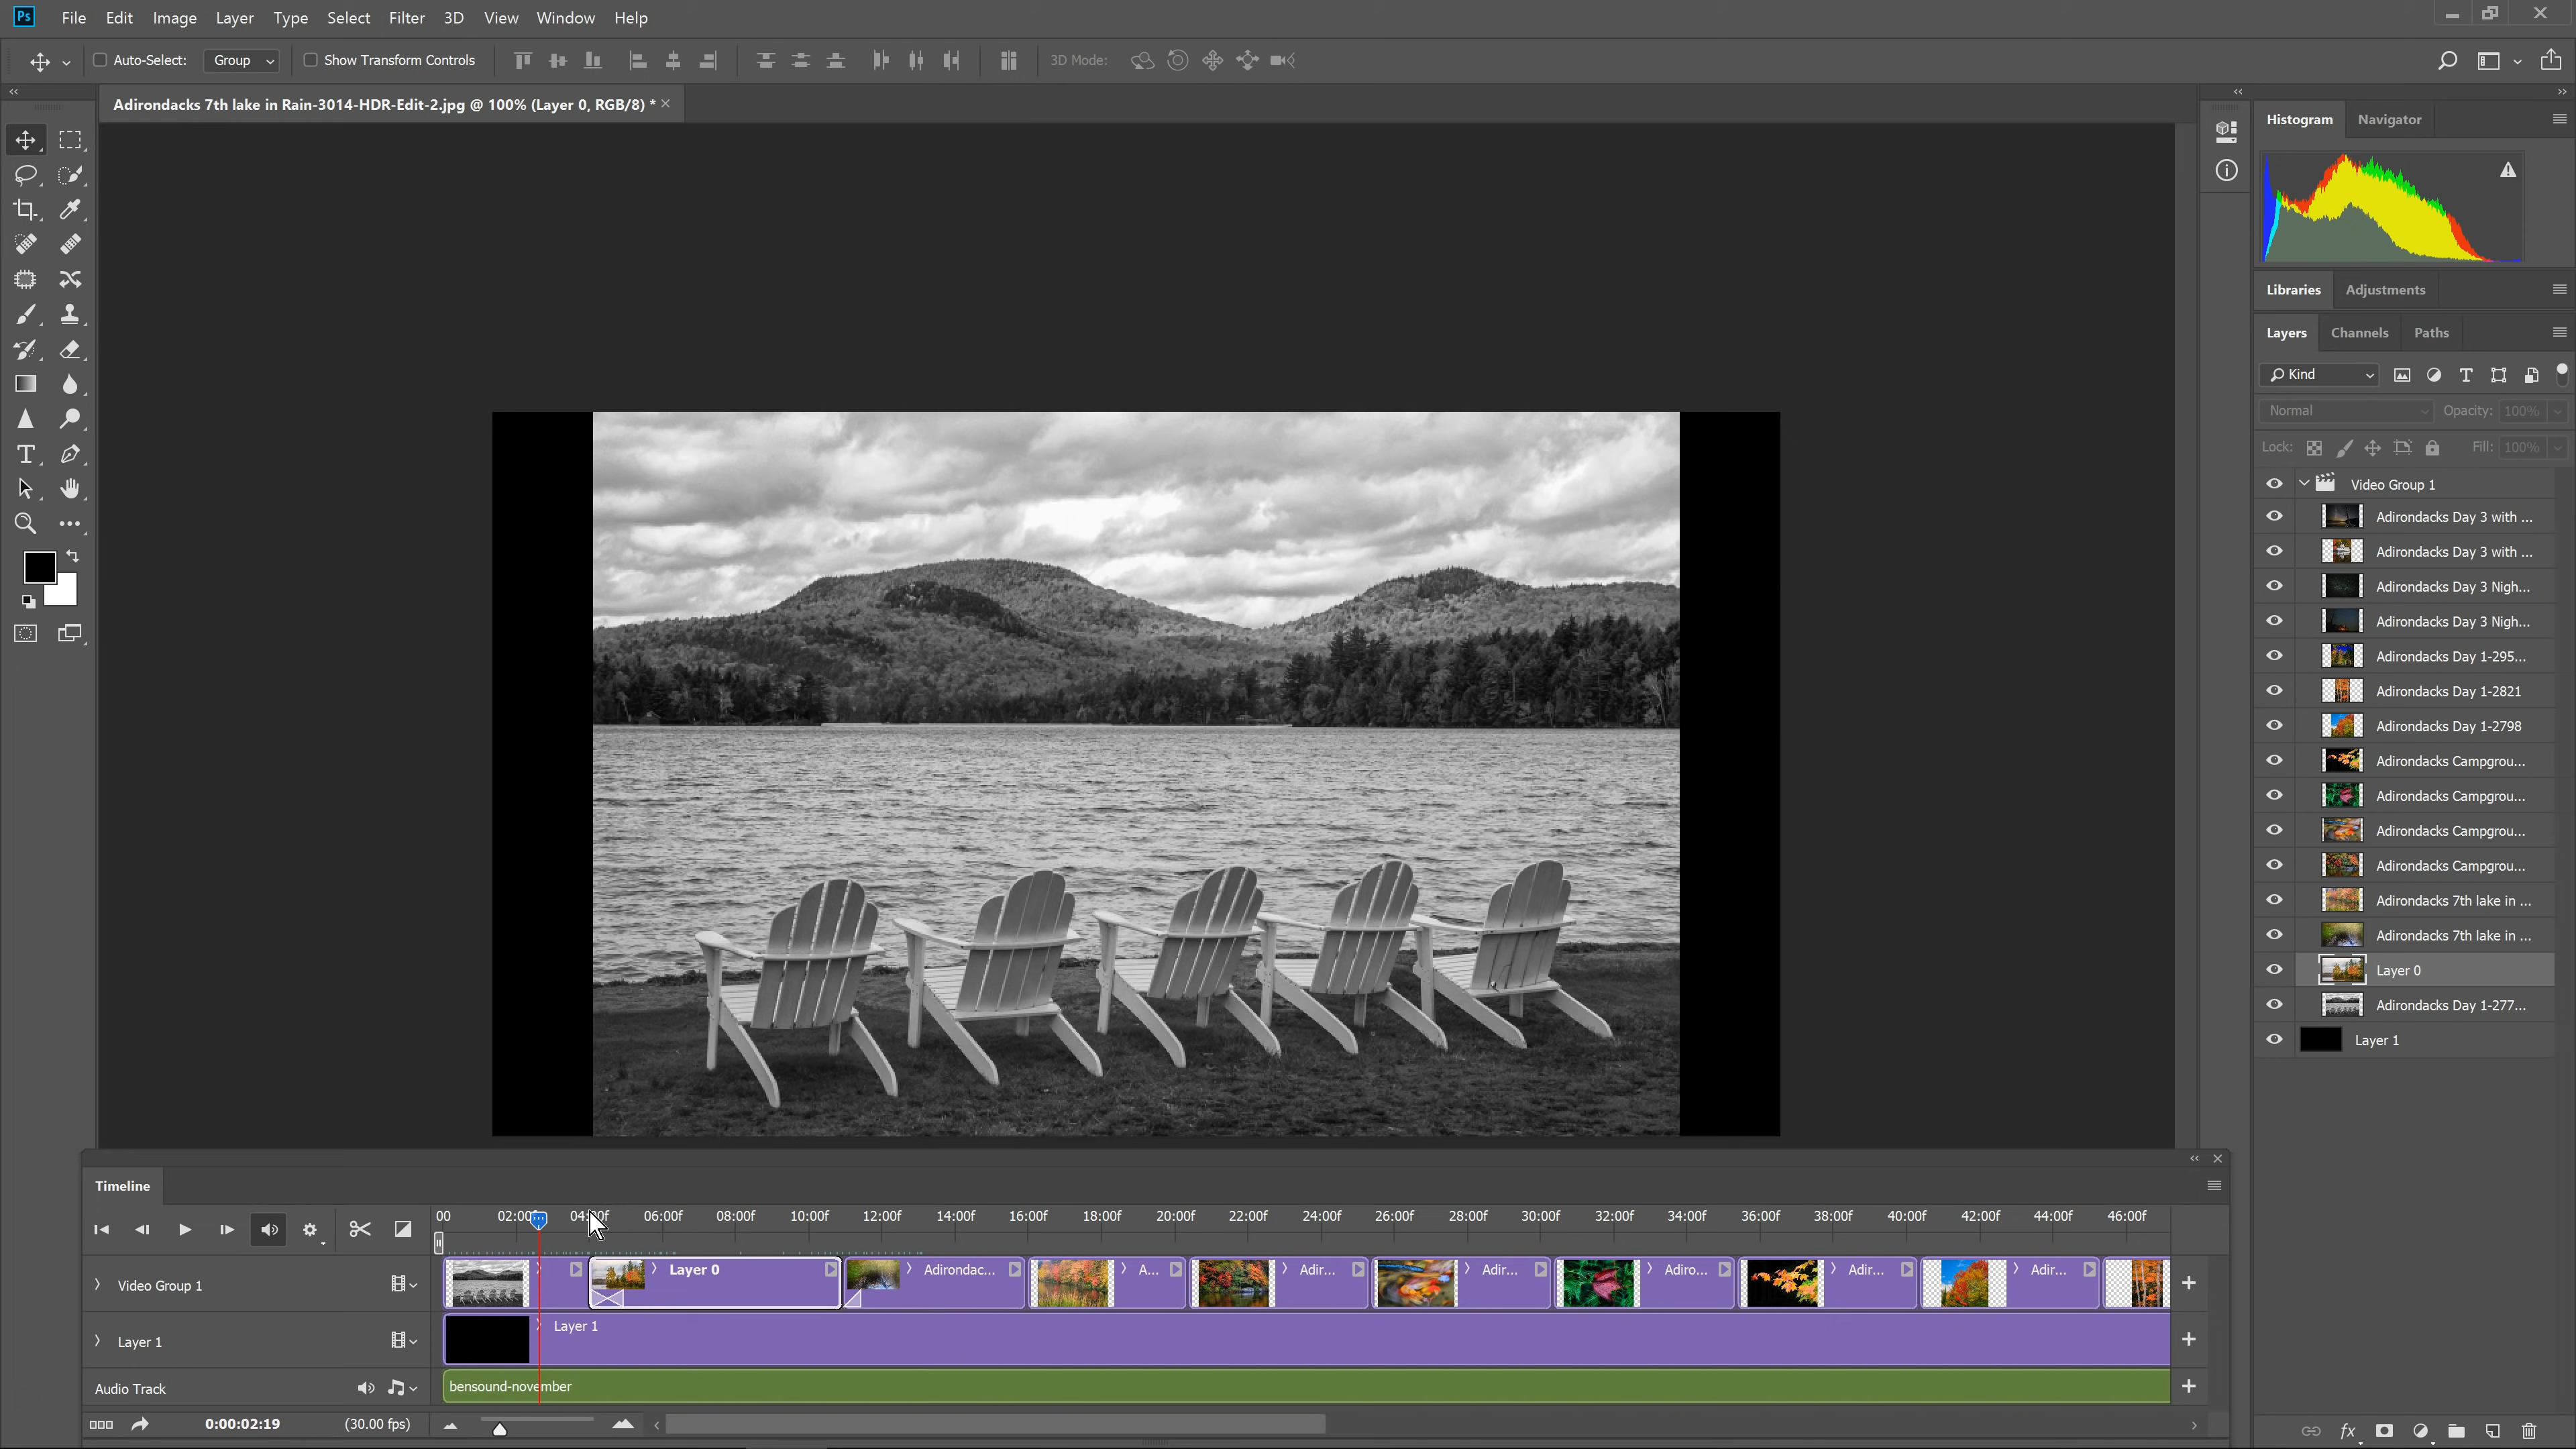 Ps File Edit Image Layer Type Select Filter 3D View Window Help
Auto-Select: Group Show Transform Controls 3D Mode:
Adirondacks 7th lake in Rain-3014-HDR-Edit-2.jpg @ 100% (Layer 0, RGB/8) *
Histogram Navigator
Libraries Adjustments
Layers Channels Paths
Kind
Normal Opacity: 100%
Lock: Fill: 100%
Video Group 1
Adirondacks Day 3 with ...
Adirondacks Day 3 with ...
Adirondacks Day 3 Nigh...
Adirondacks Day 3 Nigh...
Adirondacks Day 1-295...
Adirondacks Day 1-2821
Adirondacks Day 1-2798
Adirondacks Campgrou...
Adirondacks Campgrou...
Adirondacks Campgrou...
Adirondacks Campgrou...
Adirondacks 7th lake in ...
Adirondacks 7th lake in ...
Layer 0
Adirondacks Day 1-277...
Layer 1
Timeline
00 02:00f 04:00f 06:00f 08:00f 10:00f 12:00f 14:00f 16:00f 18:00f 20:00f 22:00f 24:00f 26:00f 28:00f 30:00f 32:00f 34:00f 36:00f 38:00f 40:00f 42:00f 44:00f 46:00f
Video Group 1 Layer 0 Adirondac... A... Adir... Adir... Adiro... Adir... Adir...
Layer 1 Layer 1
Audio Track bensound-november
0:00:02:19 (30.00 fps)
fx